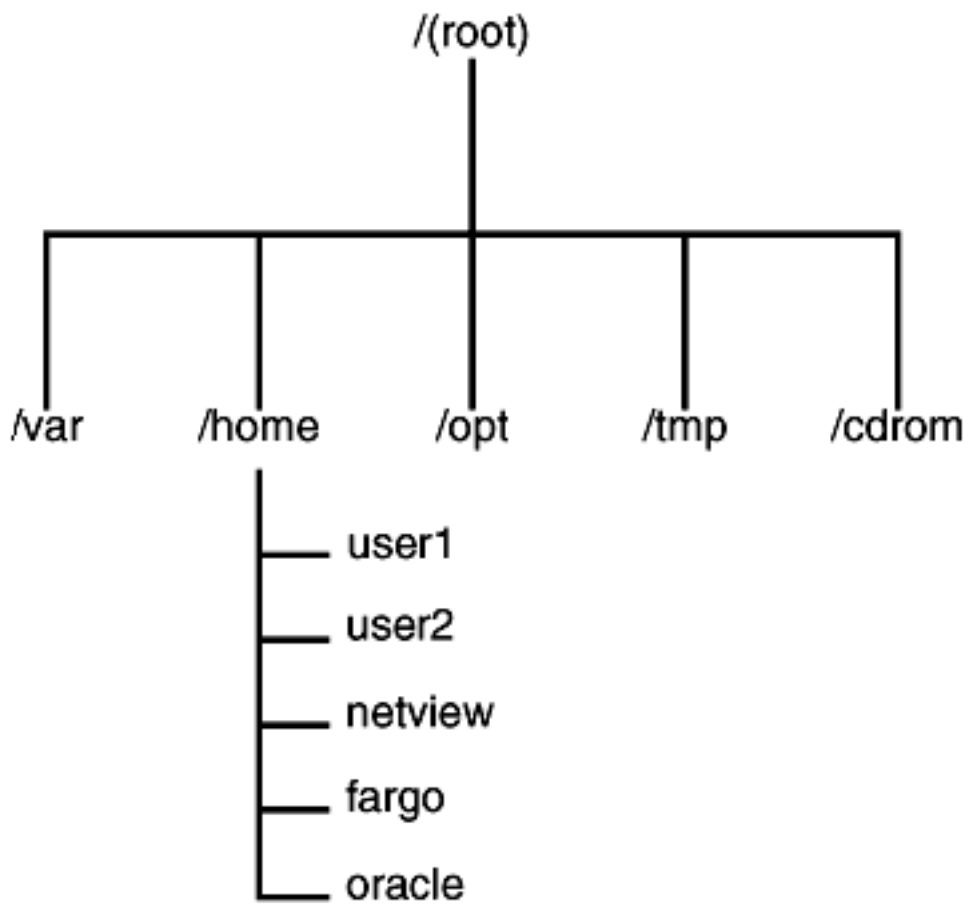 /(root)
/var /home /opt /tmp /cdrom
user1
user2
netview
fargo
oracle